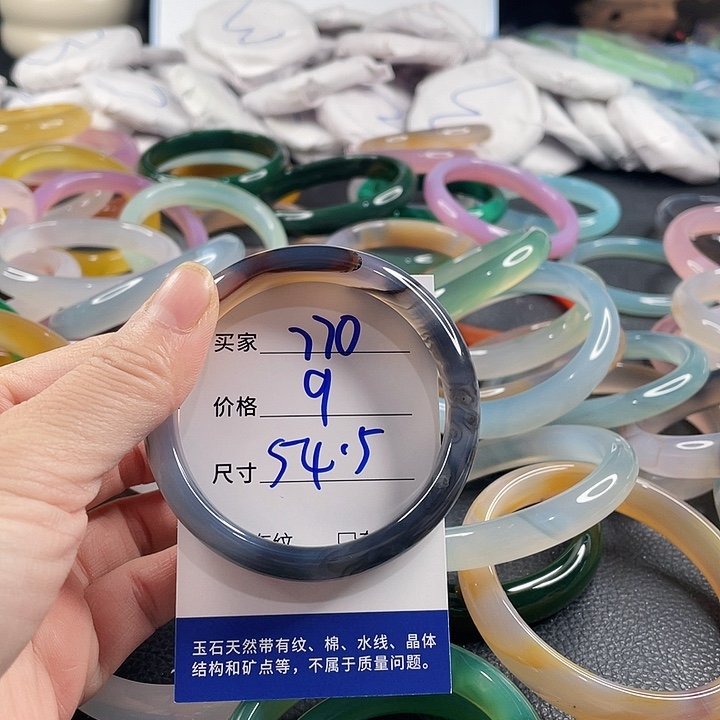 买家 770
价格 9
尺寸 54.5
玉石天然带有纹、棉、水线、晶体
结构和矿点等，不属于质量问题。